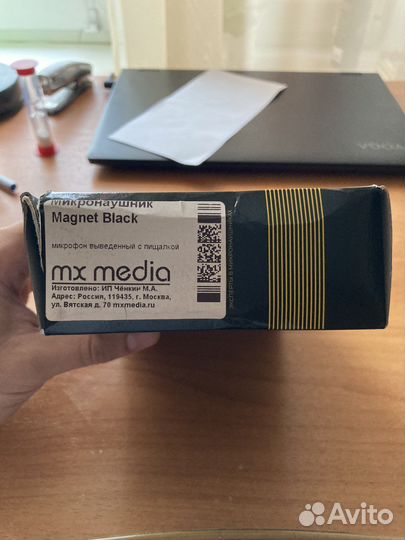 Микронаушник
Magnet Black
микрофон выведенный с пищалкой
mx media
Изготовлено: ИП Чёнкин М.А.
Адрес: Россия, 119435, г. Москва,
ул. Вятская д. 70 mxmedia.ru
ЭКСПЕРТЫ В МИКРОНАУШНИКАХ
YOGA
Avito